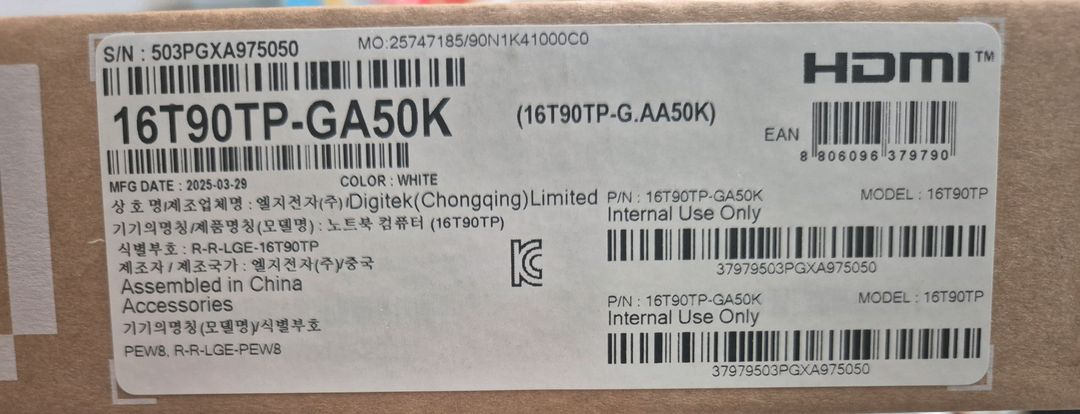 S/N : 503PGXA975050
MO:25747185/90N1K41000C0
HDMI™
16T90TP-GA50K
(16T90TP-G.AA50K)
EAN
8 806096 379790
MFG DATE : 2025-03-29
COLOR : WHITE
상 호 명/제조업체명 : 엘지전자(주)/Digitek(Chongqing)Limited
기기의명칭/제품명칭(모델명) : 노트북 컴퓨터 (16T90TP)
식별부호 : R-R-LGE-16T90TP
제조자 / 제조국가 : 엘지전자(주)/중국
Assembled in China
Accessories
기기의명칭(모델명)/식별부호
PEW8, R-R-LGE-PEW8
KC
P/N : 16T90TP-GA50K
MODEL : 16T90TP
Internal Use Only
37979503PGXA975050
P/N : 16T90TP-GA50K
MODEL : 16T90TP
Internal Use Only
37979503PGXA975050